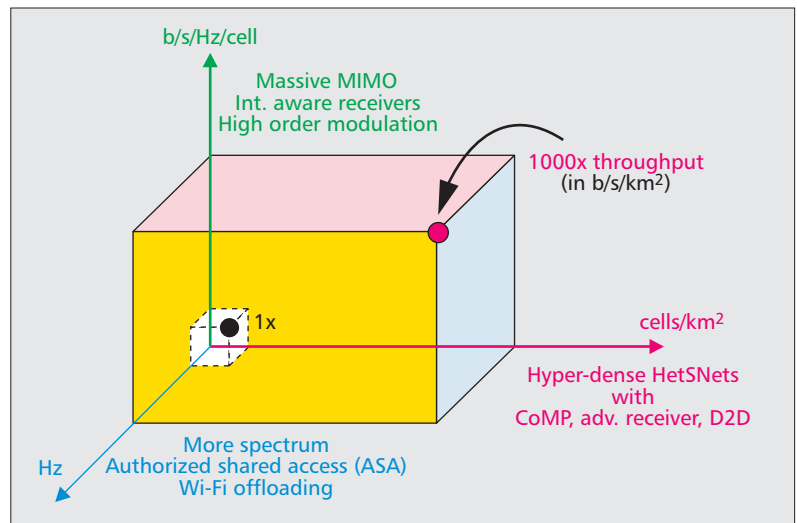 b/s/Hz/cell
Massive MIMO
Int. aware receivers
High order modulation
1000x throughput
(in b/s/km²)
1x
cells/km²
Hyper-dense HetSNets
with
CoMP, adv. receiver, D2D
More spectrum
Authorized shared access (ASA)
Wi-Fi offloading
Hz